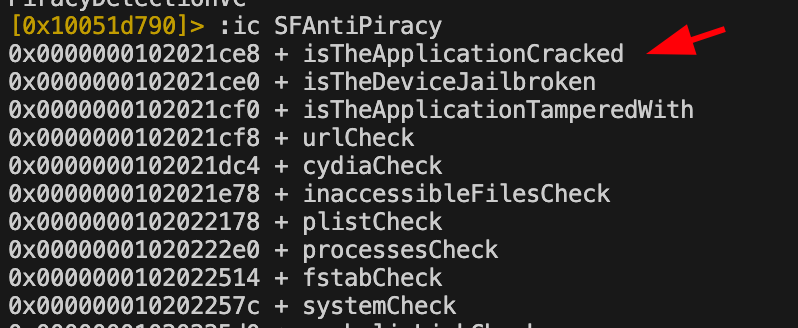 PiracyDetectionVC
[0x10051d790]> :ic SFAntiPiracy
0x0000000102021ce8 + isTheApplicationCracked
0x0000000102021ce0 + isTheDeviceJailbroken
0x0000000102021cf0 + isTheApplicationTamperedWith
0x0000000102021cf8 + urlCheck
0x0000000102021dc4 + cydiaCheck
0x0000000102021e78 + inaccessibleFilesCheck
0x0000000102022178 + plistCheck
0x00000001020222e0 + processesCheck
0x0000000102022514 + fstabCheck
0x000000010202257c + systemCheck